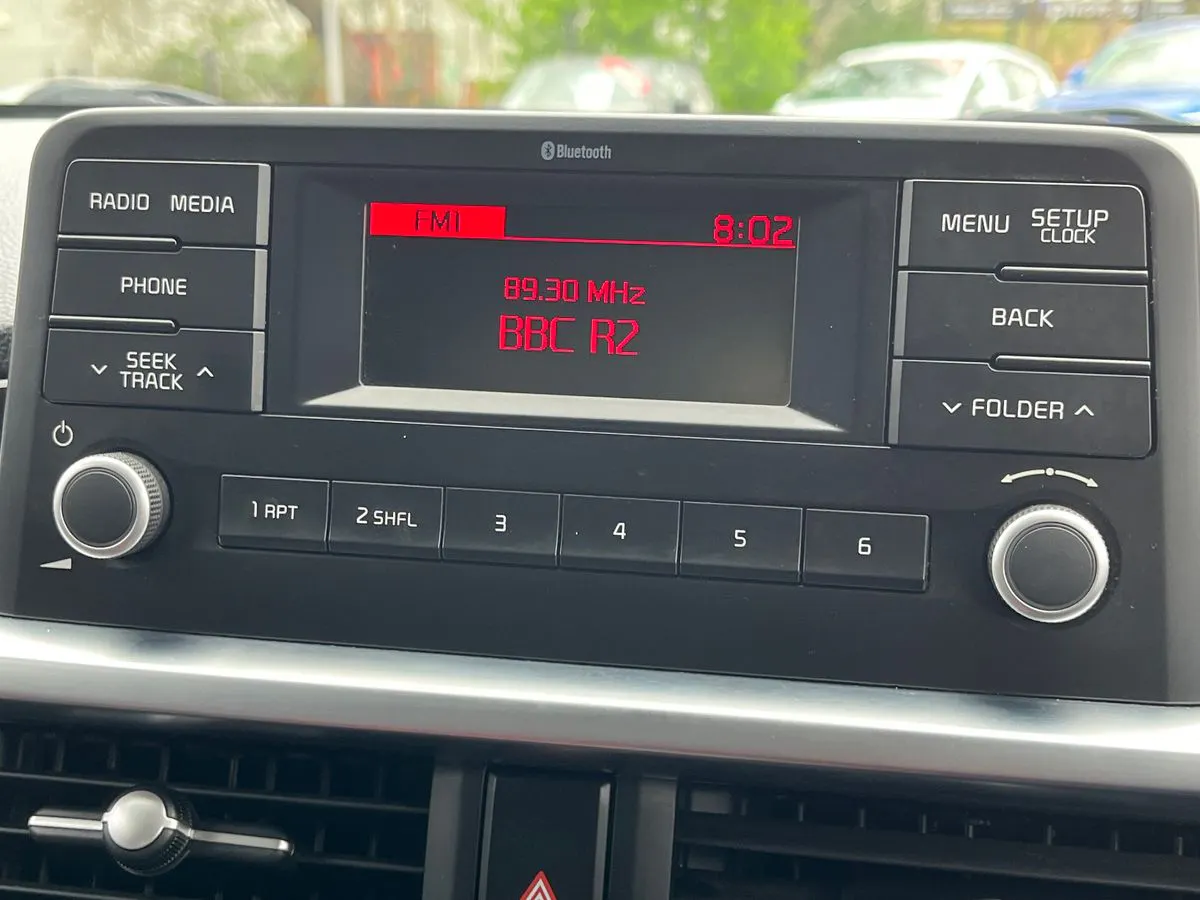 Bluetooth
RADIO MEDIA
PHONE
SEEK
TRACK
FM1
8:02
89.30 MHz
BBC R2
MENU SETUP
CLOCK
BACK
FOLDER
1 RPT
2 SHFL
3
4
5
6